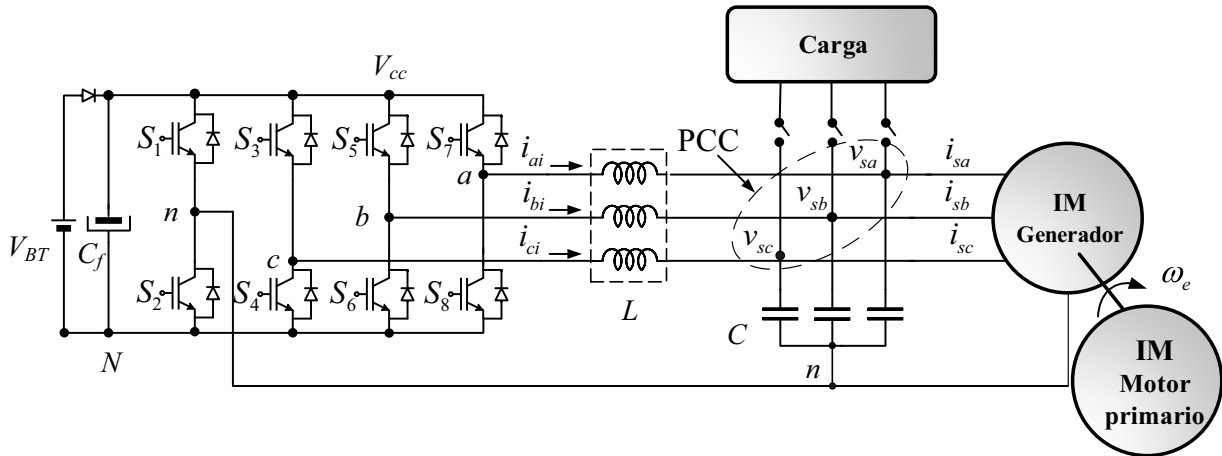 Carga
V_cc
S_1
S_3
S_5
S_7
PCC
i_ai
a
v_sa
i_sa
n
b
i_bi
v_sb
i_sb
IM
Generador
V_BT
C_f
c
i_ci
v_sc
i_sc
S_2
S_4
S_6
S_8
L
ω_e
C
N
n
IM
Motor
primario